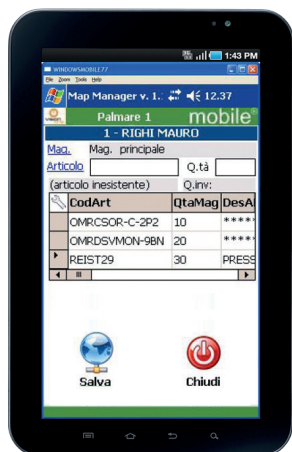 1:43 PM
WINDOWSMOBILE77
File Zoom Tools Help
Map Manager v. 1. 12.37
VISION Palmare 1 mobile®
1 - RIGHI MAURO
Mag. Mag. principale
Articolo Q.tà
(articolo inesistente) Q.inv:
CodArt QtaMag DesA
OMRCSOR-C-2P2 10 ****
OMRDSVMON-9BN 20 ****
REIST29 30 PRESS
Salva Chiudi